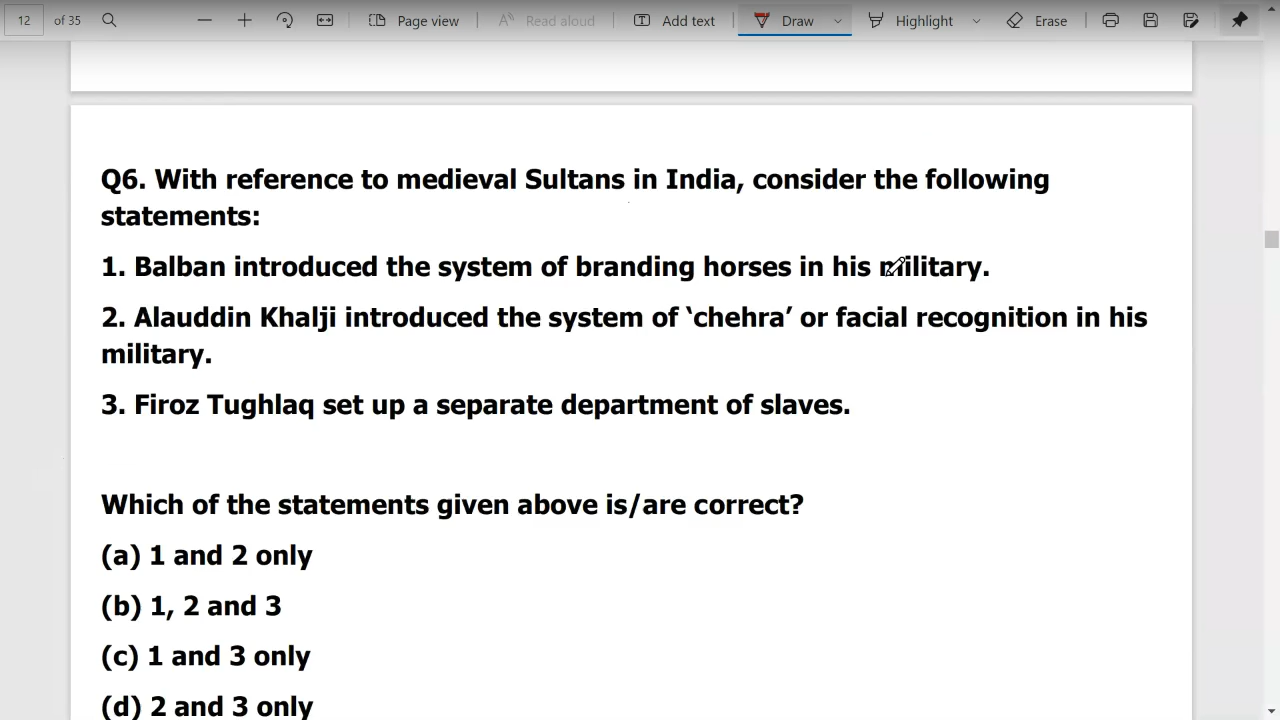 12 of 35 Page view Read aloud Add text Draw Highlight Erase
Q6. With reference to medieval Sultans in India, consider the following
statements:
1. Balban introduced the system of branding horses in his military.
2. Alauddin Khalji introduced the system of ‘chehra’ or facial recognition in his
military.
3. Firoz Tughlaq set up a separate department of slaves.
Which of the statements given above is/are correct?
(a) 1 and 2 only
(b) 1, 2 and 3
(c) 1 and 3 only
(d) 2 and 3 only